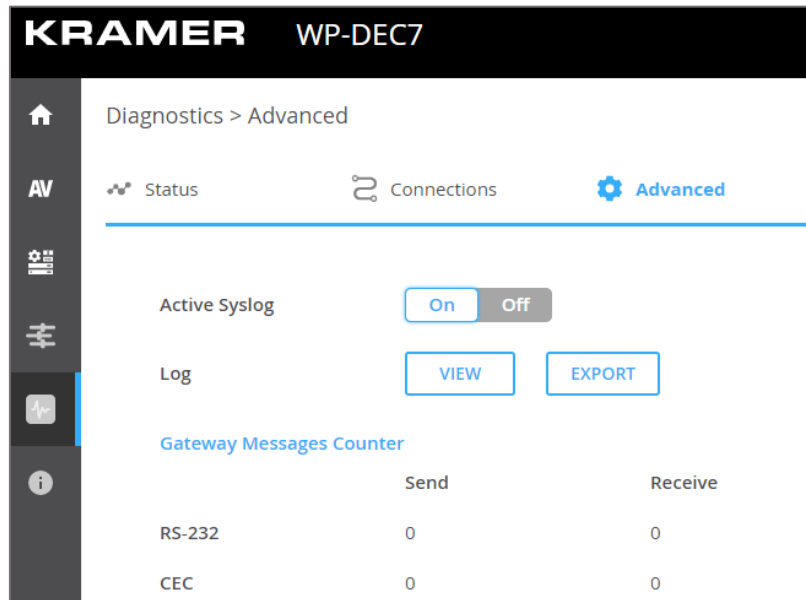 KRAMER WP-DEC7
Diagnostics > Advanced
AV
Status Connections Advanced
Active Syslog On Off
Log VIEW EXPORT
Gateway Messages Counter
Send Receive
RS-232 0 0
CEC 0 0